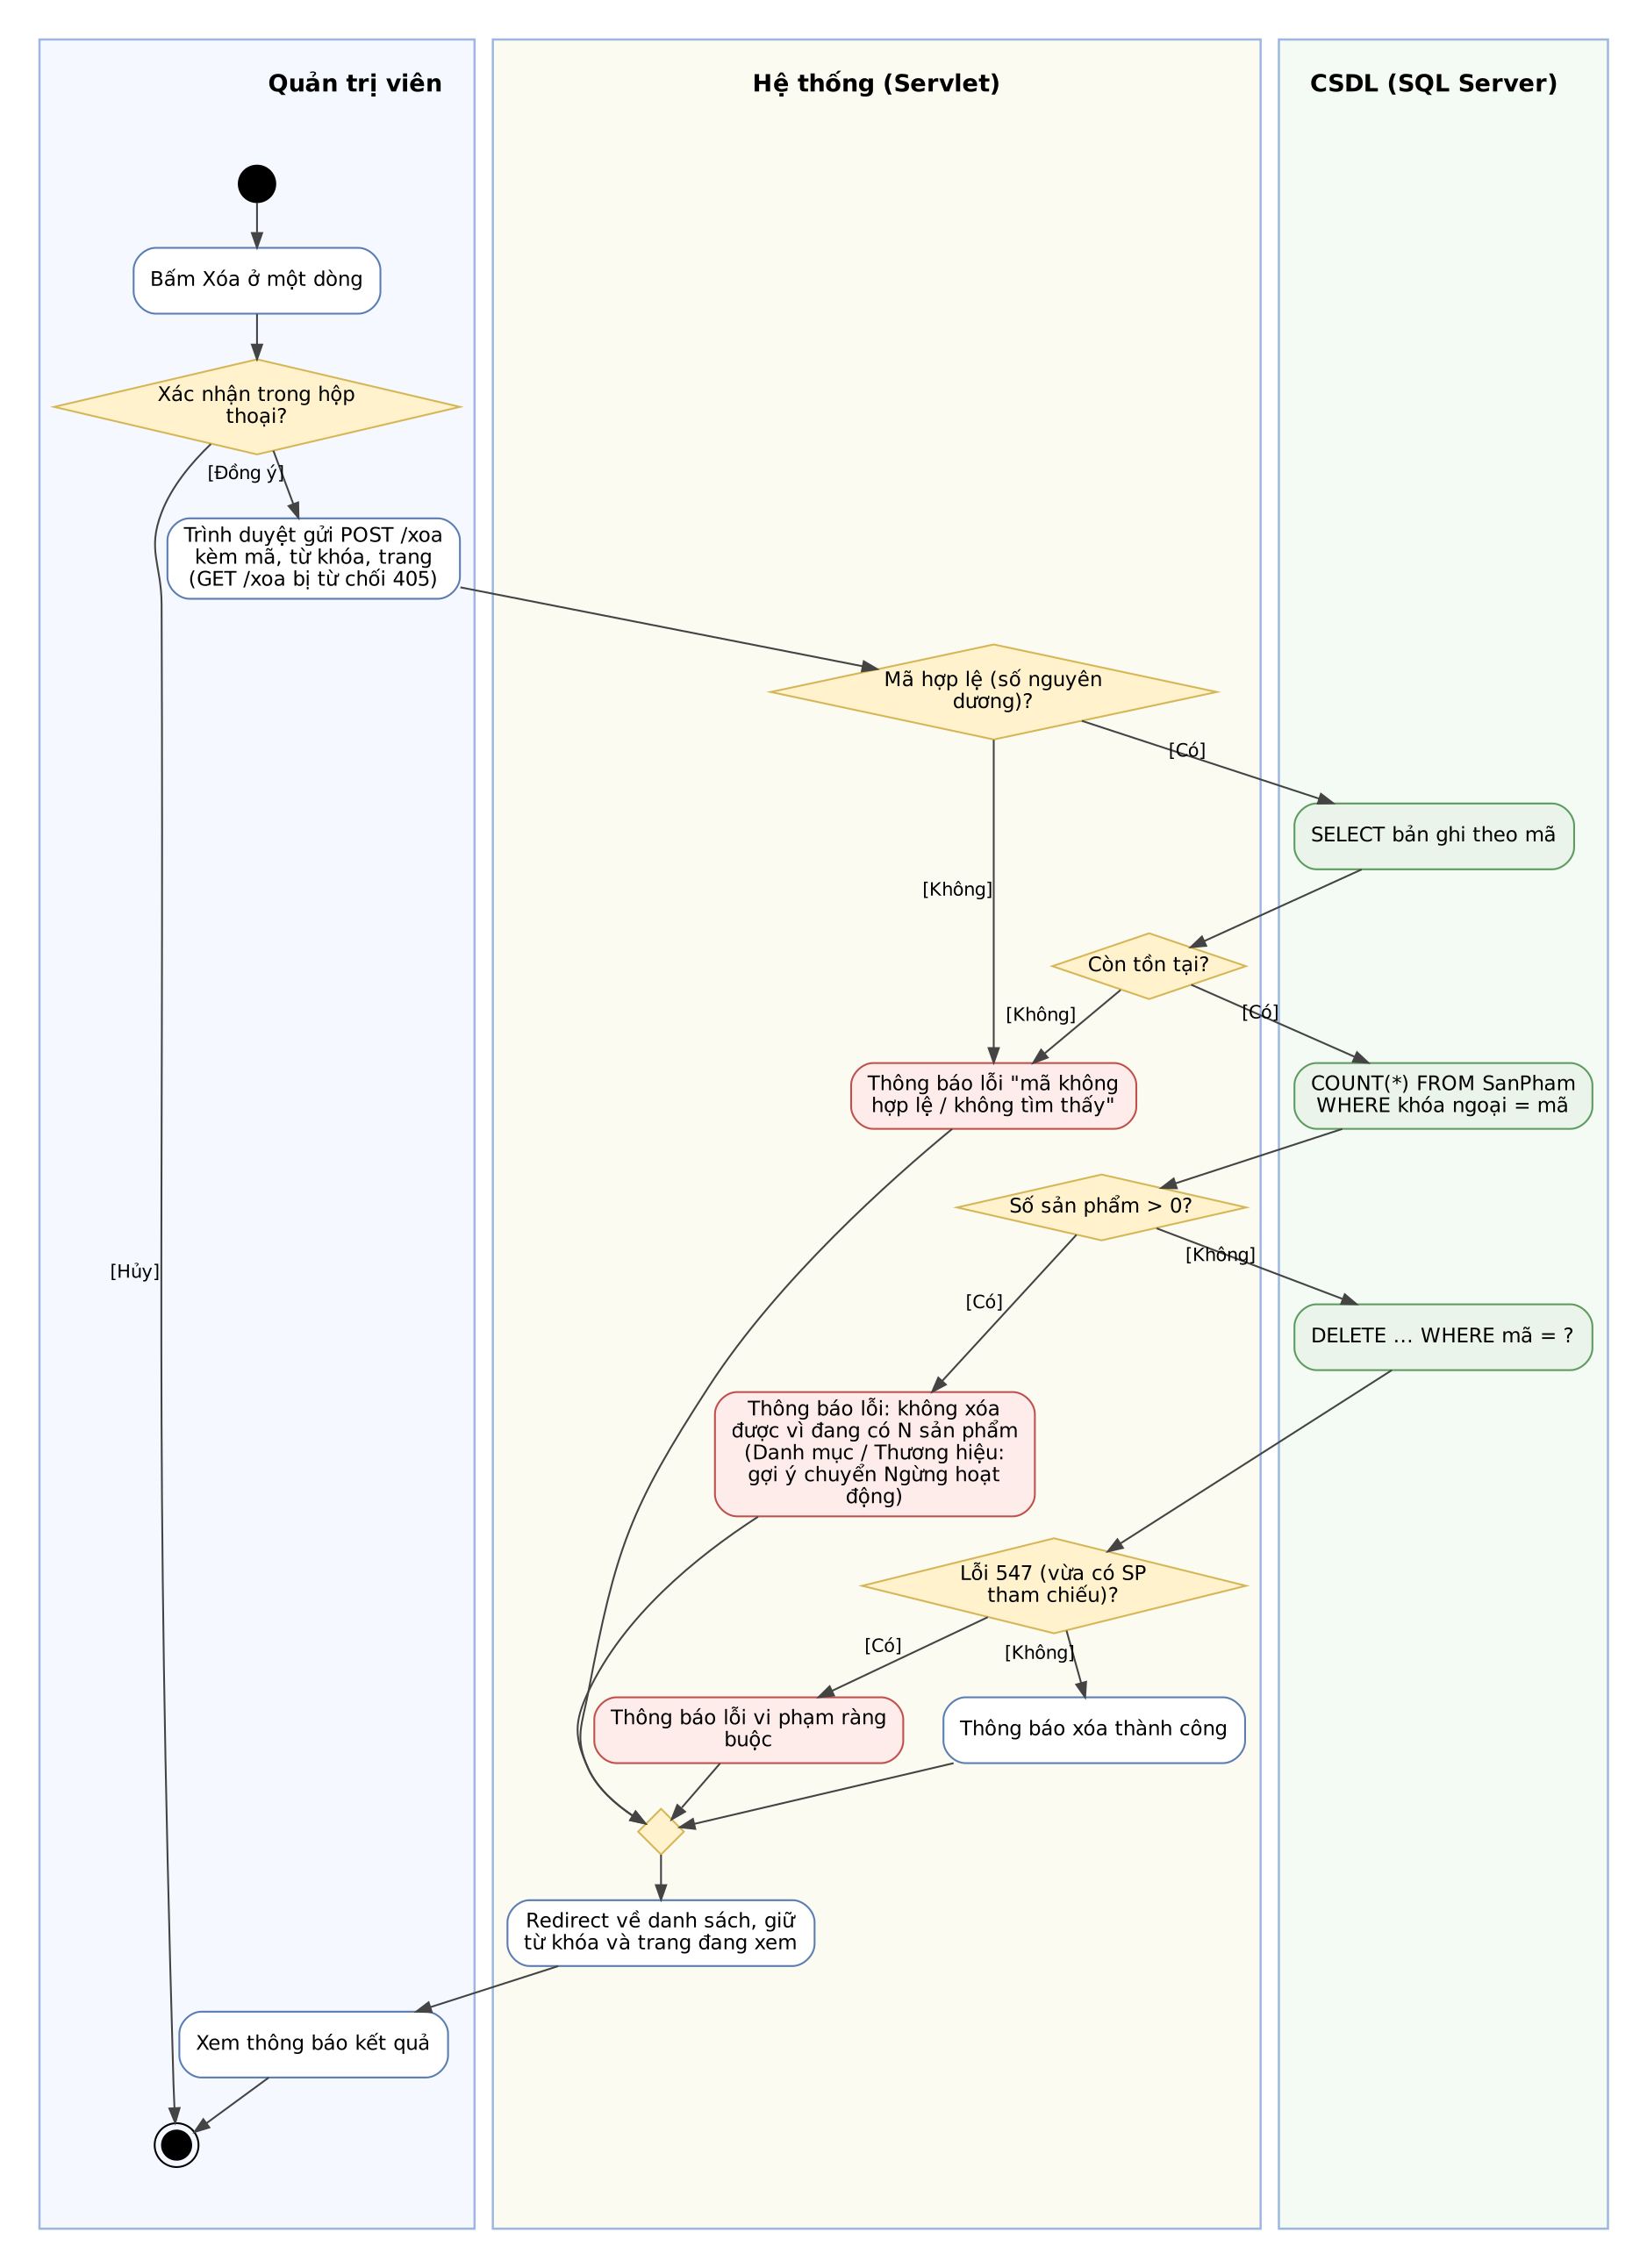 Quản trị viên
Hệ thống (Servlet)
CSDL (SQL Server)
Bấm Xóa ở một dòng
Xác nhận trong hộp
thoại?
[Đồng ý]
Trình duyệt gửi POST /xoa
kèm mã, từ khóa, trang
(GET /xoa bị từ chối 405)
Mã hợp lệ (số nguyên
dương)?
[Có]
SELECT bản ghi theo mã
[Không]
Còn tồn tại?
[Không]
[Có]
Thông báo lỗi "mã không
hợp lệ / không tìm thấy"
COUNT(*) FROM SanPham
WHERE khóa ngoại = mã
Số sản phẩm > 0?
[Không]
[Hủy]
[Có]
DELETE ... WHERE mã = ?
Thông báo lỗi: không xóa
được vì đang có N sản phẩm
(Danh mục / Thương hiệu:
gợi ý chuyển Ngừng hoạt
động)
Lỗi 547 (vừa có SP
tham chiếu)?
[Có]
[Không]
Thông báo lỗi vi phạm ràng
buộc
Thông báo xóa thành công
Redirect về danh sách, giữ
từ khóa và trang đang xem
Xem thông báo kết quả